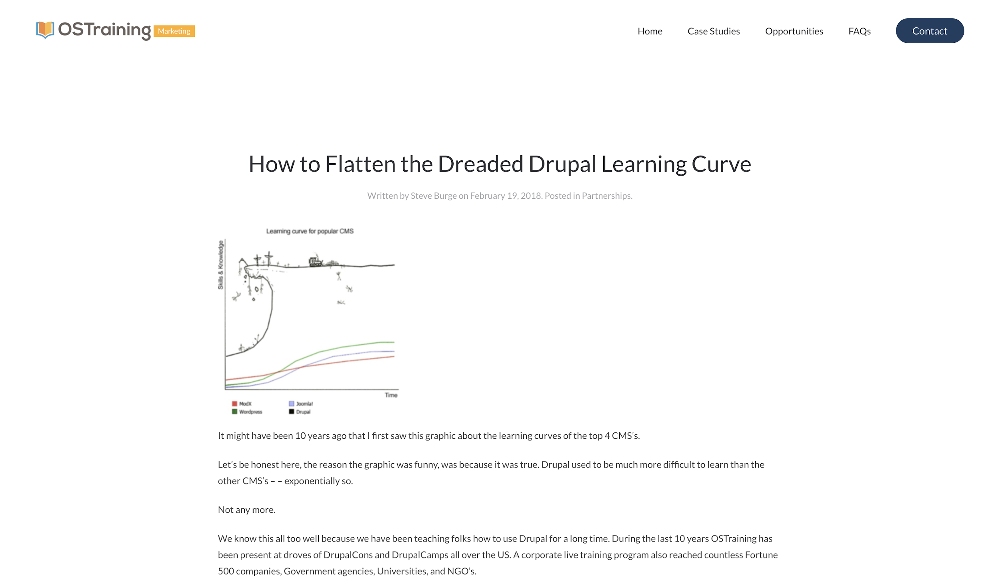 OSTraining Marketing
Home Case Studies Opportunities FAQs Contact
How to Flatten the Dreaded Drupal Learning Curve
Written by Steve Burge on February 19, 2018. Posted in Partnerships.
Learning curve for popular CMS
Skills & Knowledge
Time
ModX Joomla!
Wordpress Drupal
It might have been 10 years ago that I first saw this graphic about the learning curves of the top 4 CMS’s.
Let’s be honest here, the reason the graphic was funny, was because it was true. Drupal used to be much more difficult to learn than the
other CMS’s – – exponentially so.
Not any more.
We know this all too well because we have been teaching folks how to use Drupal for a long time. During the last 10 years OSTraining has
been present at droves of DrupalCons and DrupalCamps all over the US. A corporate live training program also reached countless Fortune
500 companies, Government agencies, Universities, and NGO’s.